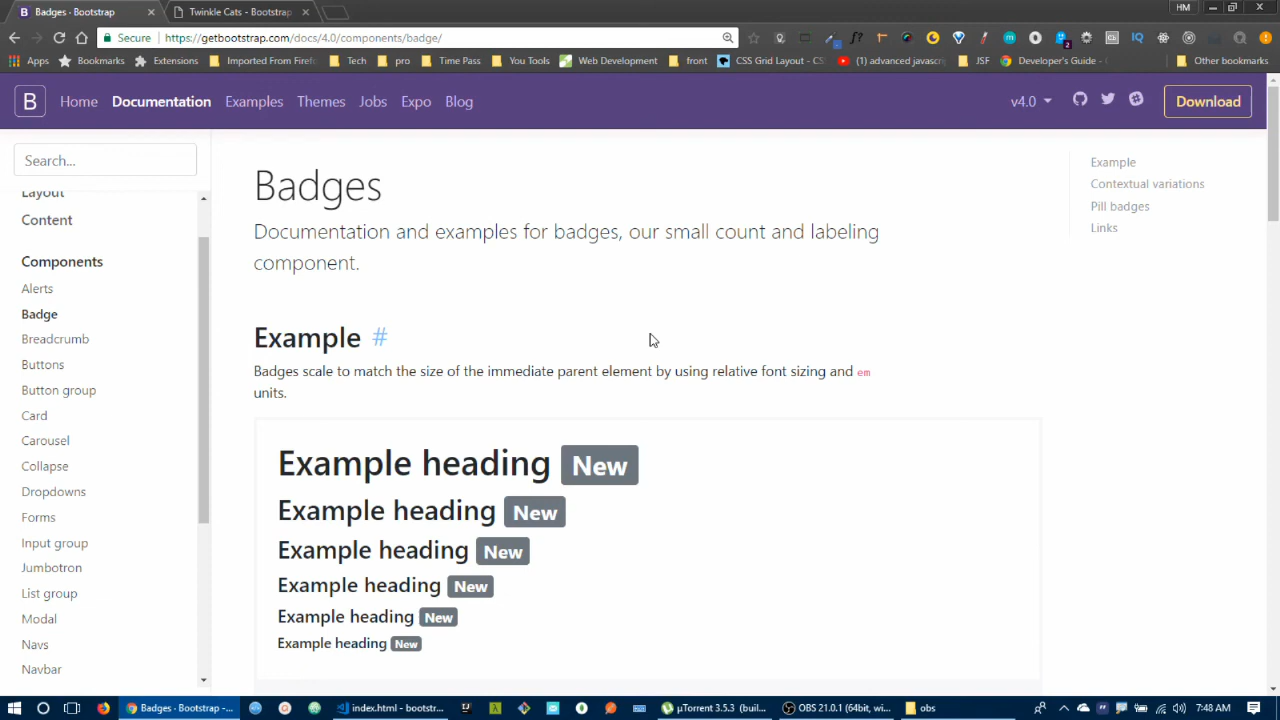 Badges - Bootstrap
Twinkle Cats - Bootstrap
HM
Secure
https://getbootstrap.com/docs/4.0/components/badge/
Apps
Bookmarks
Extensions
Imported From Firef
Tech
pro
Time Pass
You Tools
Web Development
front
CSS Grid Layout - CS
(1) advanced javascri
JSF
Developer's Guide -
Other bookmarks
B
Home
Documentation
Examples
Themes
Jobs
Expo
Blog
v4.0
Download
Search...
Layout
Content
Components
Alerts
Badge
Breadcrumb
Buttons
Button group
Card
Carousel
Collapse
Dropdowns
Forms
Input group
Jumbotron
List group
Modal
Navs
Navbar
Badges
Documentation and examples for badges, our small count and labeling
component.
Example #
Badges scale to match the size of the immediate parent element by using relative font sizing and em
units.
Example heading New
Example heading New
Example heading New
Example heading New
Example heading New
Example heading New
Example
Contextual variations
Pill badges
Links
Badges - Bootstrap -...
index.html - bootstr...
µTorrent 3.5.3 (buil...
OBS 21.0.1 (64bit, wi...
obs
7:48 AM